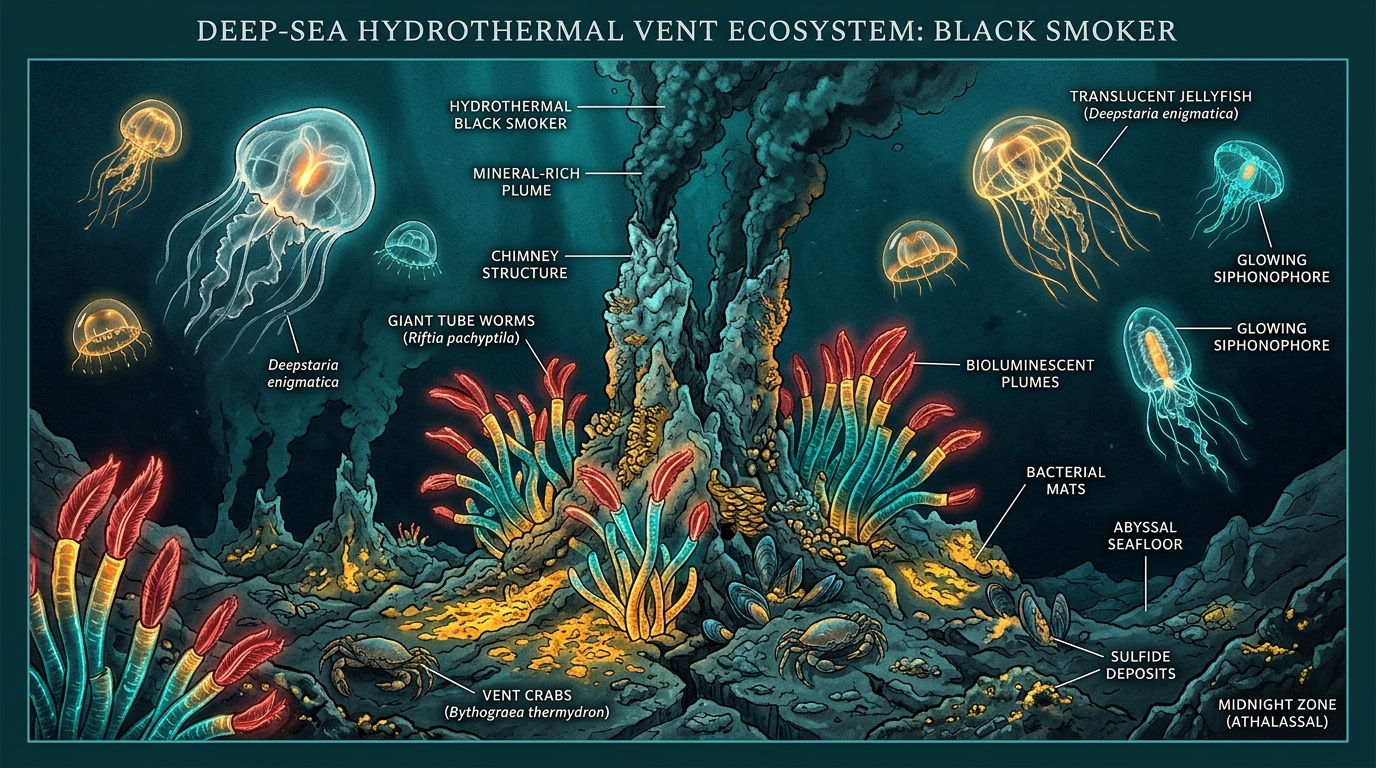 DEEP-SEA HYDROTHERMAL VENT ECOSYSTEM: BLACK SMOKER
HYDROTHERMAL
BLACK SMOKER
MINERAL-RICH
PLUME
CHIMNEY
STRUCTURE
GIANT TUBE WORMS
(Riftia pachyptila)
Deepstaria
enigmatica
TRANSLUCENT JELLYFISH
(Deepstaria enigmatica)
GLOWING
SIPHONOPHORE
GLOWING
SIPHONOPHORE
BIOLUMINESCENT
PLUMES
BACTERIAL
MATS
ABYSSAL
SEAFLOOR
SULFIDE
DEPOSITS
VENT CRABS
(Bythograea thermydron)
MIDNIGHT ZONE
(ATHALASSAL)